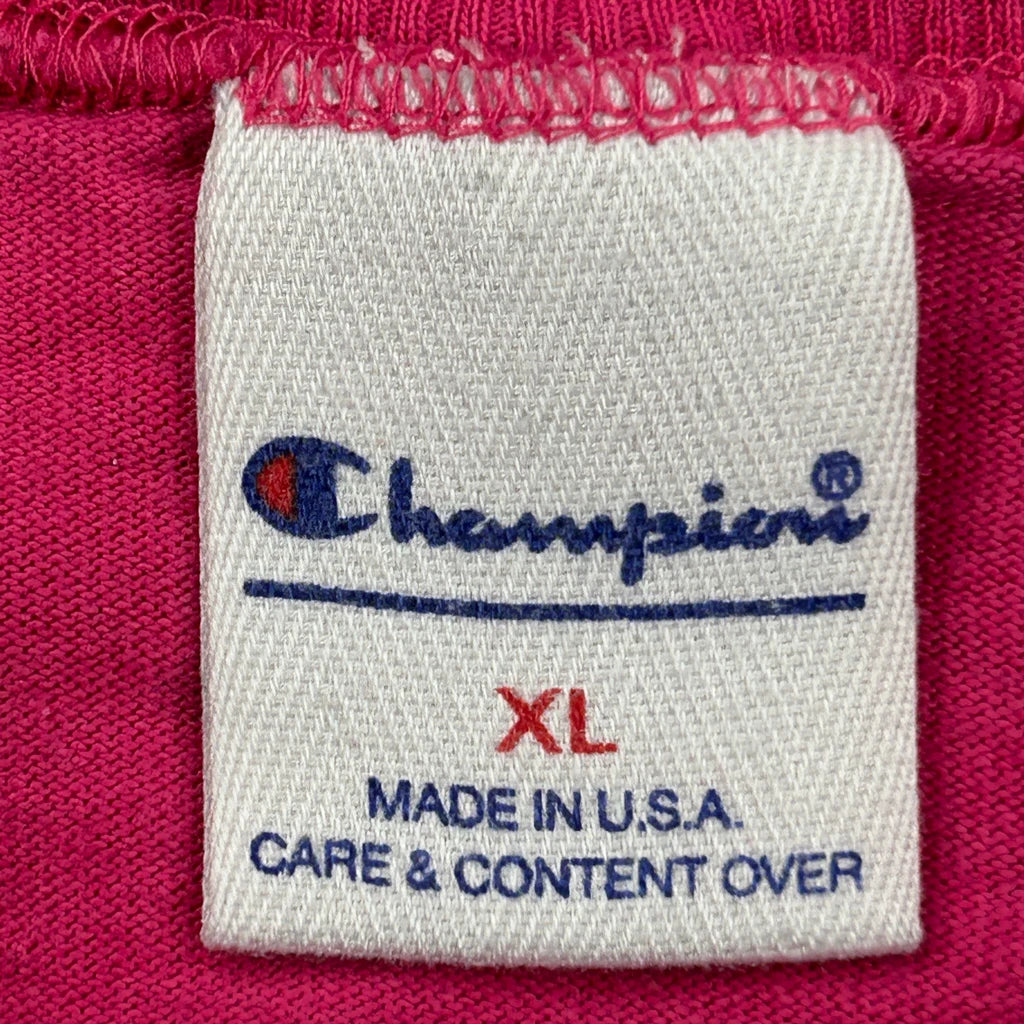 Champion®
XL
MADE IN U.S.A.
CARE & CONTENT OVER